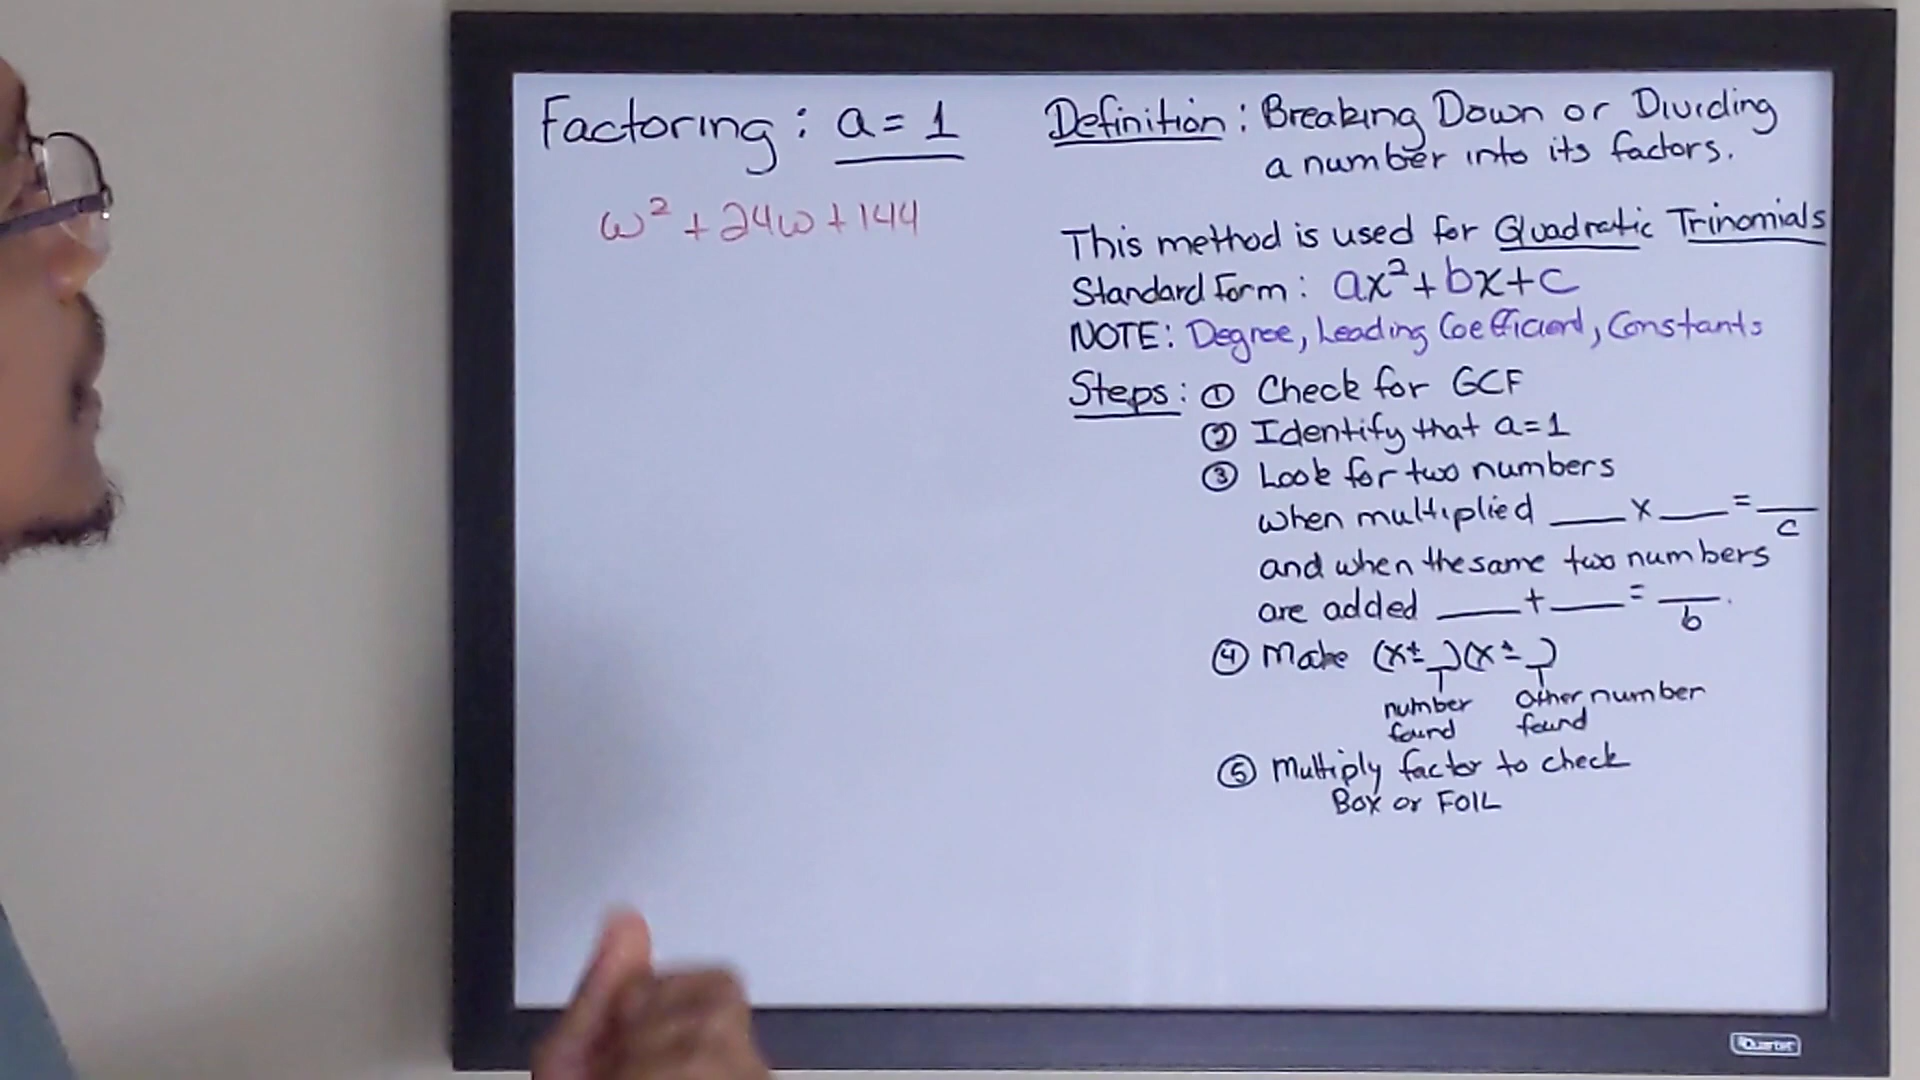 Factoring: a = 1
w² + 24w + 144
Definition: Breaking Down or Dividing
a number into its factors.
This method is used for Quadratic Trinomials
Standard Form: ax² + bx + c
NOTE: Degree, Leading Coefficient, Constants
Steps: ① Check for GCF
② Identify that a = 1
③ Look for two numbers
when multiplied ___ x ___ = ___
c
and when the same two numbers
are added ___ + ___ = ___.
b
④ Make (x ± _)(x ± _)
number other number
found found
⑤ Multiply factor to check
Box or FOIL
Quartet